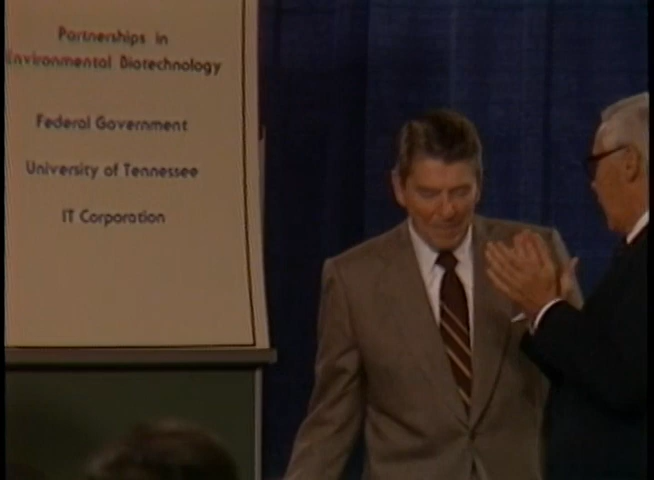 Partnerships in
Environmental Biotechnology
Federal Government
University of Tennessee
IT Corporation